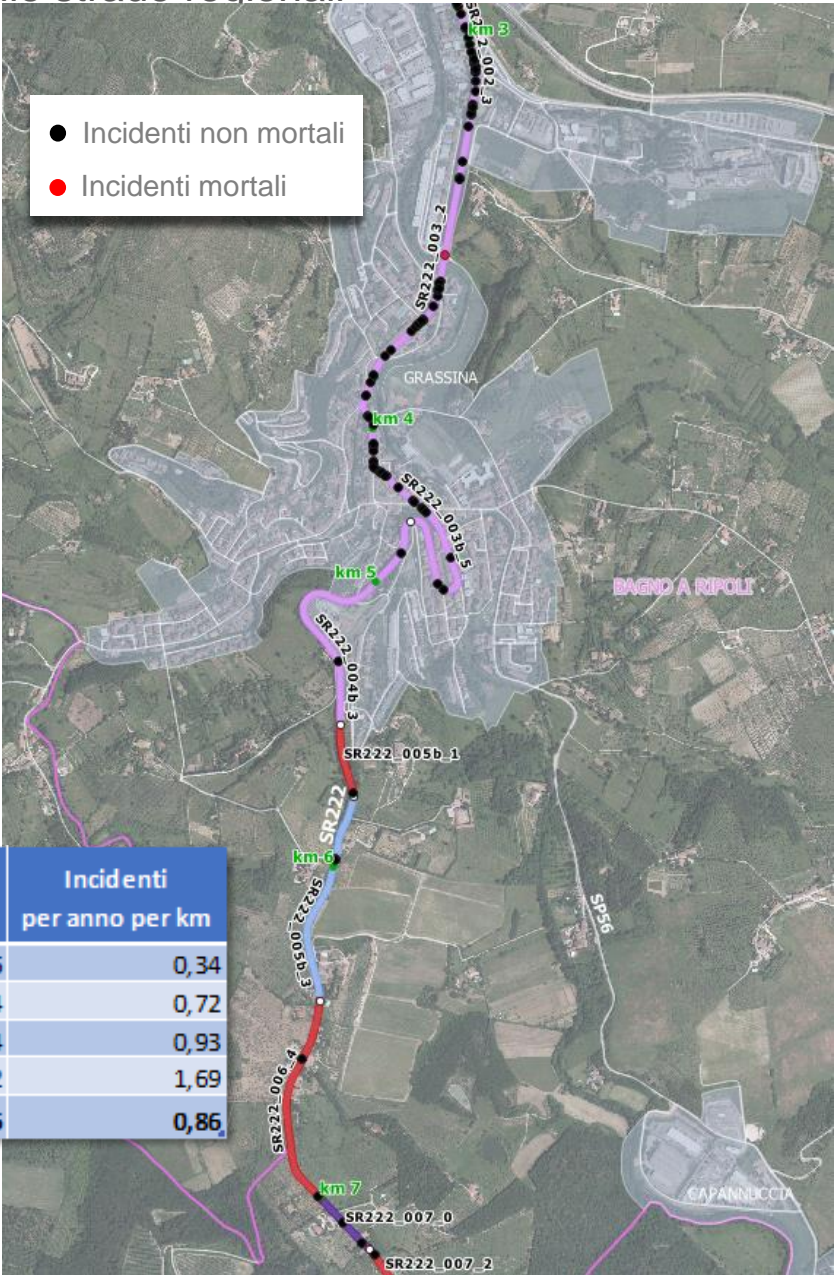 km 3
SR222_002_3
Incidenti non mortali
Incidenti mortali
SR222_003_2
GRASSINA
km 4
SR222_003b_5
km 5
BAGNO A RIPOLI
SR222_004b_3
SR222_005b_1
SR222
km 6
SR222_005b_3
SP56
Incidenti
per anno per km
0,34
0,72
0,93
1,69
0,86
SR222_006_4
km 7
CAPANNUCCIA
SR222_007_0
SR222_007_2